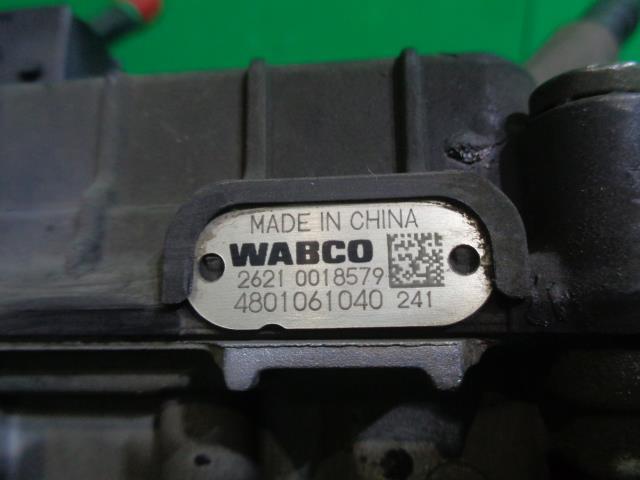 MADE IN CHINA
WABCO
2621 0018579
4801061040 241